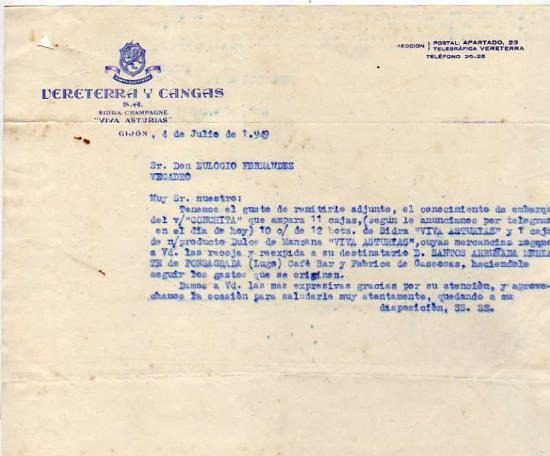 POSTAL: APARTADO, 23
TELEGRÁFICA VERETERRA
TELÉFONO 26-28
VERETERRA Y CANGAS
S.A.
SIDRA CHAMPAGNE
"VIVA ASTURIAS"
GIJÓN, 4 de Julio de 1.949
Sr. Don EULOGIO FERNANDEZ
VEGADEO
Muy Sr. nuestro:
Tenemos el gusto de remitirle adjunto, el conocimiento de embarqu
del v/"CONCHITA" que ampara 11 cajas, (según le anunciamos por telegra
en el día de hoy) 10 c/ de 12 bots. de Sidra "VIVA ASTURIAS" y 1 caja
de n/producto Dulce de Manzana "VIVA ASTURIAS", cuyas mercancias rogamo
a Vd. las recoja y reexpida a su destinatario D. SANTOS ARRUÑADA
TE de FONSAGRADA (Lugo) Café Bar y Fabrica de Gaseosas, haciendole
seguir los gastos que se originen.
Damos a Vd. las mas expresivas gracias por su atención, y aprove-
chamos la ocasión para saludarle muy atentamente, quedando a su
disposición, SS. SS.